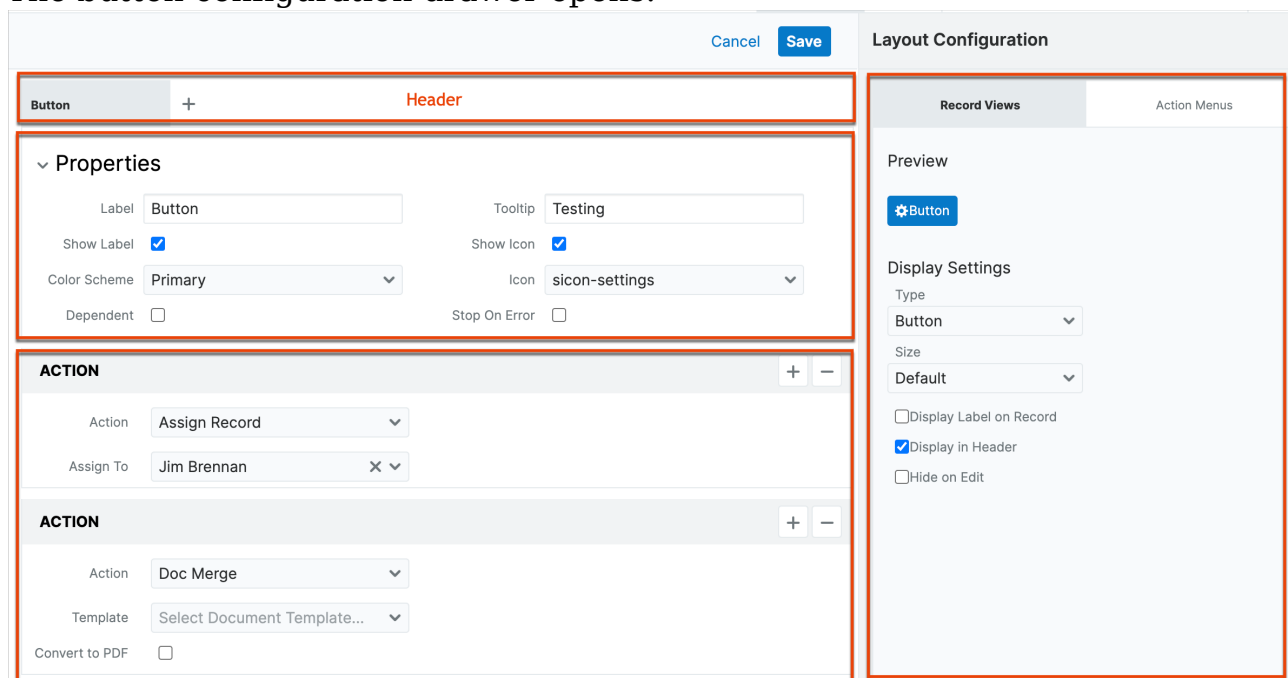 The button configuration drawer opens.
Cancel Save
Layout Configuration
Button + Header
Record Views Action Menus
Properties
Label Button Tooltip Testing
Show Label Show Icon
Color Scheme Primary Icon sicon-settings
Dependent Stop On Error
Preview
Button
Display Settings
Type
Button
Size
Default
Display Label on Record
Display in Header
Hide on Edit
ACTION + −
Action Assign Record
Assign To Jim Brennan
ACTION + −
Action Doc Merge
Template Select Document Template...
Convert to PDF